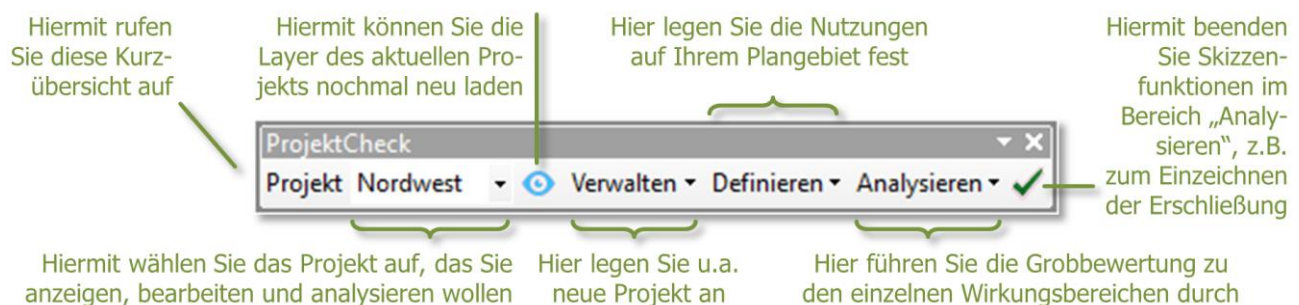 Hiermit rufen
Sie diese Kurz-
übersicht auf
Hiermit können Sie die
Layer des aktuellen Pro-
jekts nochmal neu laden
Hier legen Sie die Nutzungen
auf Ihrem Plangebiet fest
Hiermit beenden
Sie Skizzen-
funktionen im
Bereich „Analy-
sieren“, z.B.
zum Einzeichnen
der Erschließung
ProjektCheck
Projekt Nordwest Verwalten Definieren Analysieren
Hiermit wählen Sie das Projekt auf, das Sie
anzeigen, bearbeiten und analysieren wollen
Hier legen Sie u.a.
neue Projekt an
Hier führen Sie die Grobbewertung zu
den einzelnen Wirkungsbereichen durch